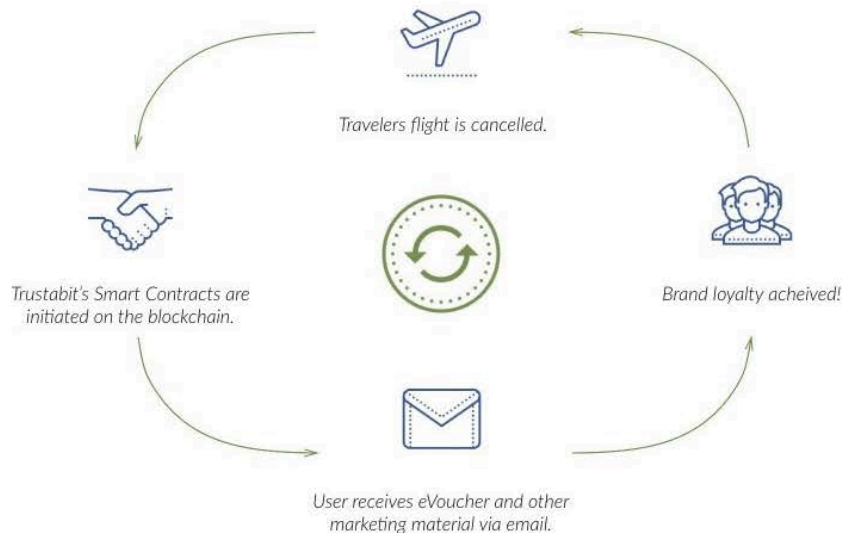 Travelers flight is cancelled.
Trustabit's Smart Contracts are
initiated on the blockchain.
Brand loyalty acheived!
User receives eVoucher and other
marketing material via email.